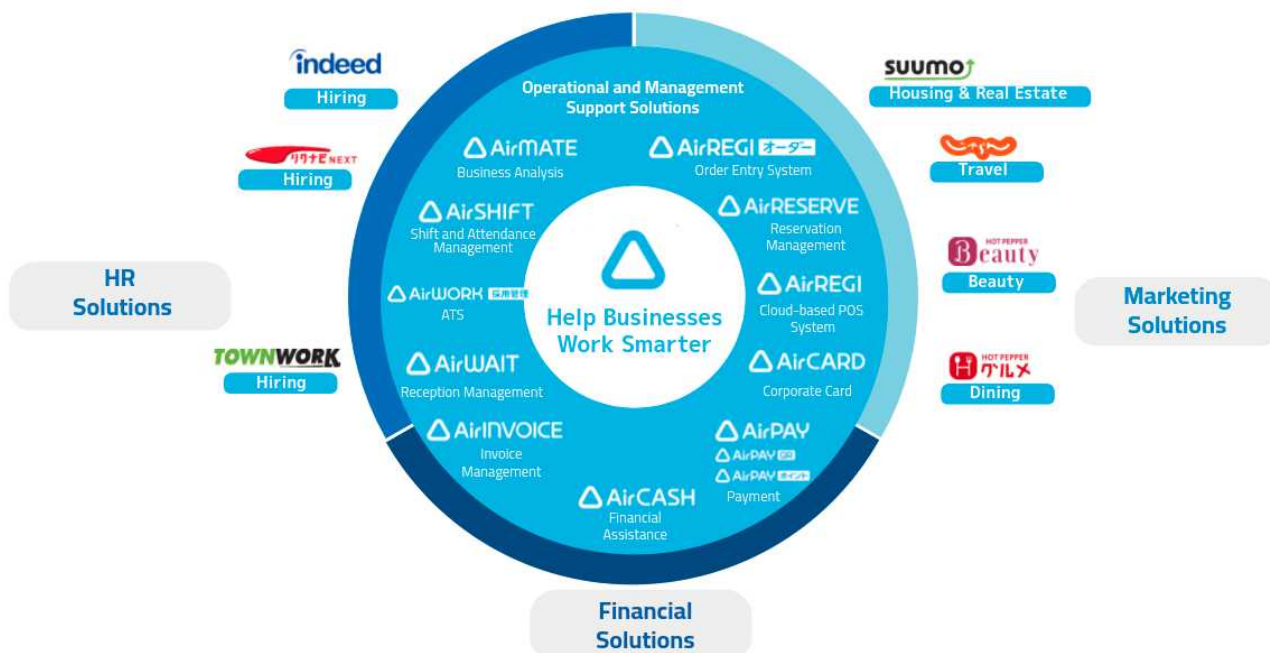 indeed
Hiring
リクナビNEXT
Hiring
HR
Solutions
TOWNWORK
Hiring
Operational and Management
Support Solutions
AirMATE
Business Analysis
AirREGI オーダー
Order Entry System
AirSHIFT
Shift and Attendance
Management
AirRESERVE
Reservation
Management
AirWORK 採用管理
ATS
AirREGI
Cloud-based POS
System
Help Businesses
Work Smarter
AirWAIT
Reception Management
AirCARD
Corporate Card
AirINVOICE
Invoice
Management
AirPAY
AirPAY QR
AirPAY ポイント
Payment
AirCASH
Financial
Assistance
SUUMO
Housing & Real Estate
Travel
HOT PEPPER
Beauty
Beauty
Marketing
Solutions
HOT PEPPER
グルメ
Dining
Financial
Solutions